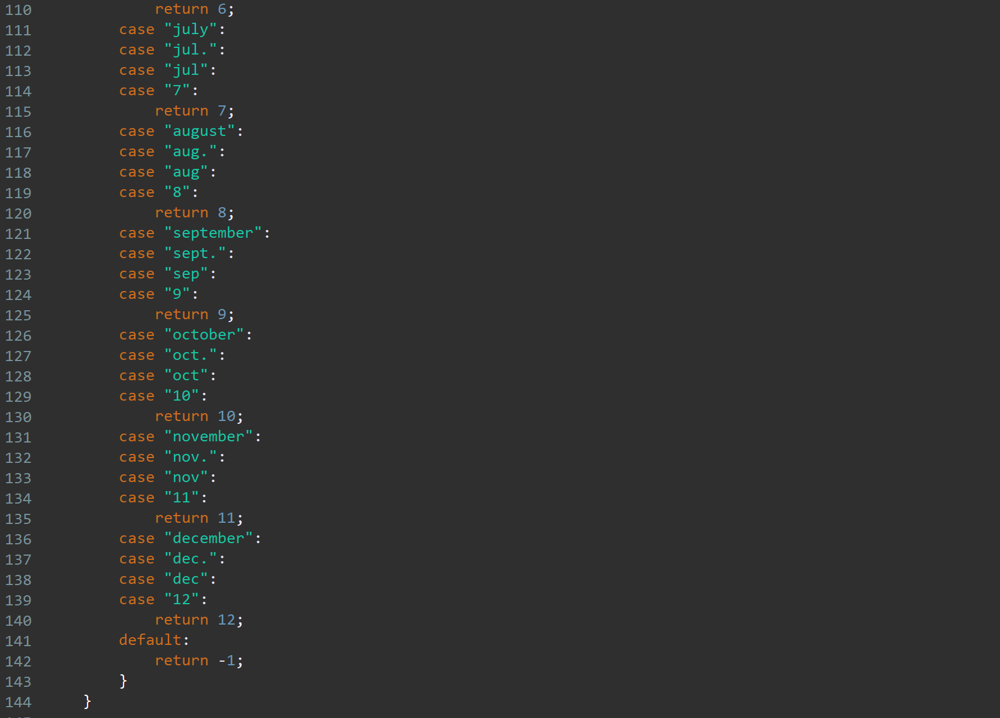 110 return 6;
111 case "july":
112 case "jul.":
113 case "jul":
114 case "7":
115 return 7;
116 case "august":
117 case "aug.":
118 case "aug":
119 case "8":
120 return 8;
121 case "september":
122 case "sept.":
123 case "sep":
124 case "9":
125 return 9;
126 case "october":
127 case "oct.":
128 case "oct":
129 case "10":
130 return 10;
131 case "november":
132 case "nov.":
133 case "nov":
134 case "11":
135 return 11;
136 case "december":
137 case "dec.":
138 case "dec":
139 case "12":
140 return 12;
141 default:
142 return -1;
143 }
144 }